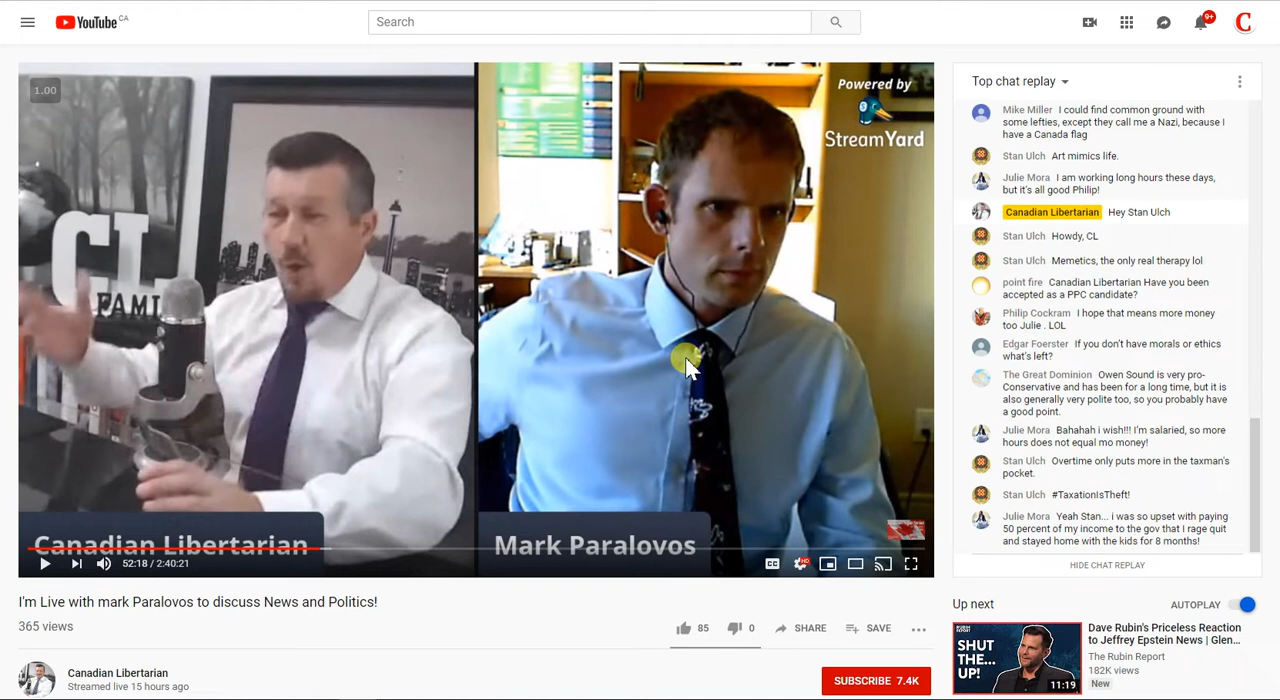 YouTube CA
Search
9+
C
1.00
CL
FAMI
Powered by
StreamYard
Canadian Libertarian
Mark Paralovos
52:18 / 2:40:21
CC
HD
Top chat replay
Mike Miller I could find common ground with
some lefties, except they call me a Nazi, because I
have a Canada flag
Stan Ulch Art mimics life.
Julie Mora I am working long hours these days,
but it's all good Philip!
Canadian Libertarian Hey Stan Ulch
Stan Ulch Howdy, CL
Stan Ulch Memetics, the only real therapy lol
point fire Canadian Libertarian Have you been
accepted as a PPC candidate?
Philip Cockram I hope that means more money
too Julie . LOL
Edgar Foerster If you don't have morals or ethics
what's left?
The Great Dominion Owen Sound is very pro-
Conservative and has been for a long time, but it is
also generally very polite too, so you probably have
a good point.
Julie Mora Bahahah i wish!!! I'm salaried, so more
hours does not equal mo money!
Stan Ulch Overtime only puts more in the taxman's
pocket.
Stan Ulch #TaxationIsTheft!
Julie Mora Yeah Stan... i was so upset with paying
50 percent of my income to the gov that I rage quit
and stayed home with the kids for 8 months!
HIDE CHAT REPLAY
I'm Live with mark Paralovos to discuss News and Politics!
365 views
85
0
SHARE
SAVE
Canadian Libertarian
Streamed live 15 hours ago
SUBSCRIBE 7.4K
Up next
AUTOPLAY
RUBIN
REPORT
SHUT
THE...
UP!
11:19
Dave Rubin's Priceless Reaction
to Jeffrey Epstein News | Glen...
The Rubin Report
182K views
New